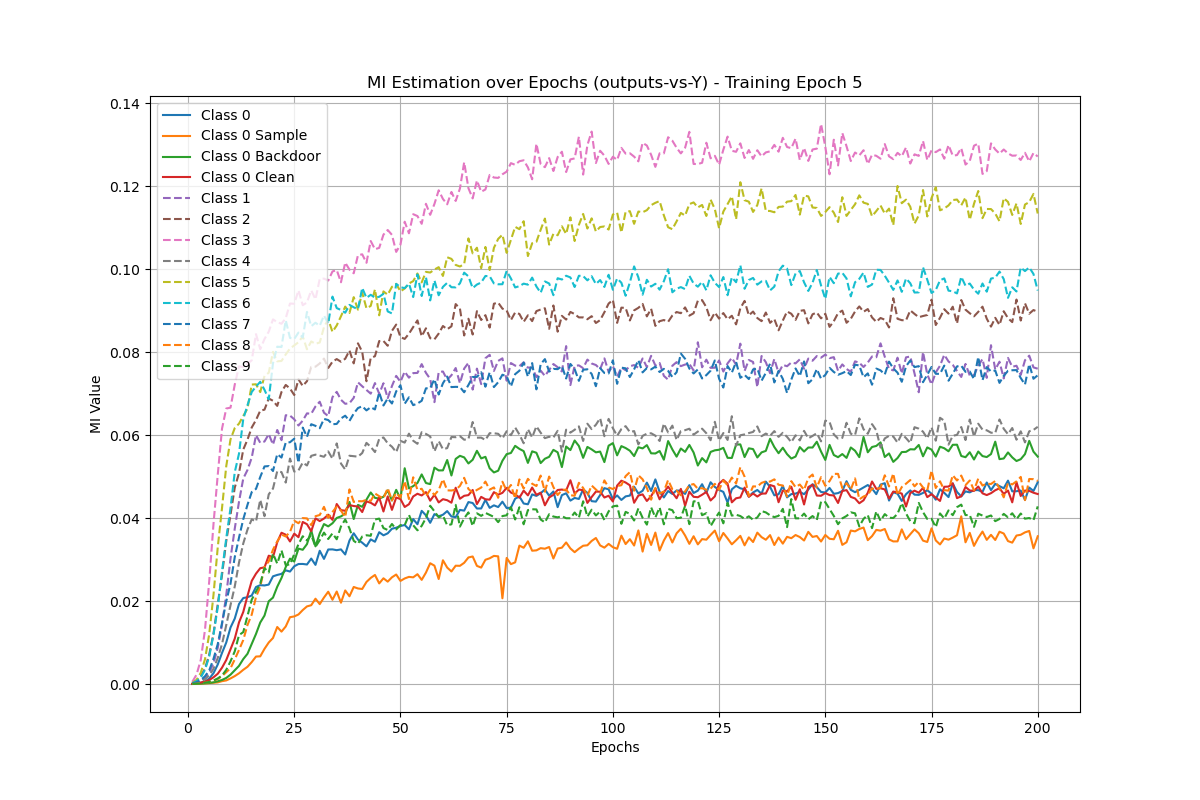 MI Estimation over Epochs (outputs-vs-Y) - Training Epoch 5
MI Value
0.14
0.12
0.10
0.08
0.06
0.04
0.02
0.00
Class 0
Class 0 Sample
Class 0 Backdoor
Class 0 Clean
Class 1
Class 2
Class 3
Class 4
Class 5
Class 6
Class 7
Class 8
Class 9
0 25 50 75 100 125 150 175 200
Epochs